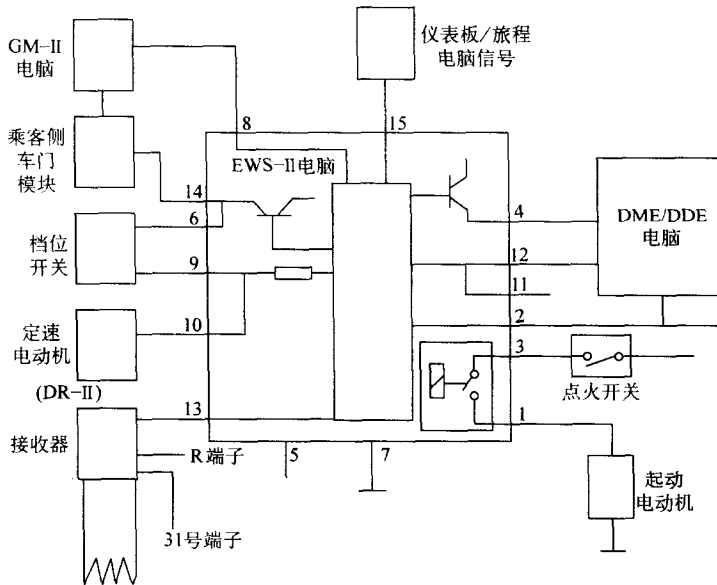 GM-II
电脑
仪表板/旅程
电脑信号
8
15
EWS-II电脑
乘客侧
车门
模块
14
6
档位
开关
9
4
DME/DDE
电脑
12
11
定速
电动机
(DR-II)
10
2
3
点火开关
1
13
接收器
R端子
5
7
31号端子
起动
电动机